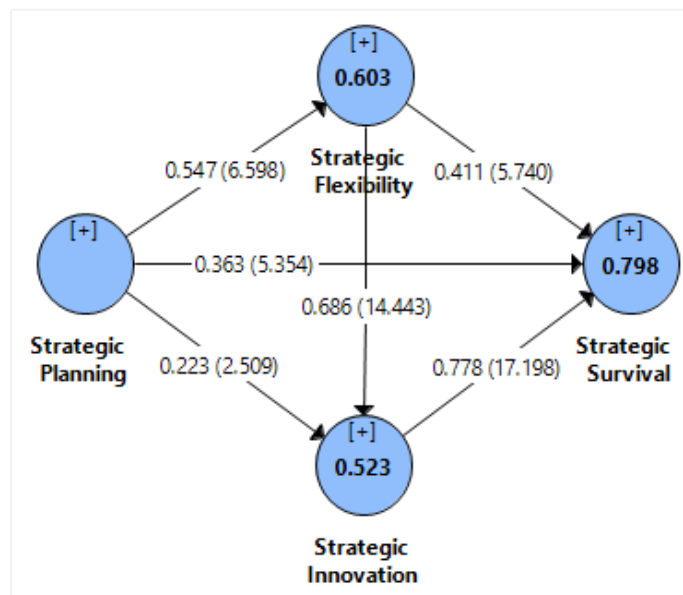 [+]
0.603
Strategic
Flexibility
0.547 (6.598)
0.411 (5.740)
[+]
[+]
0.363 (5.354)
0.798
0.686 (14.443)
Strategic
Planning
Strategic
Survival
0.223 (2.509)
0.778 (17.198)
[+]
0.523
Strategic
Innovation